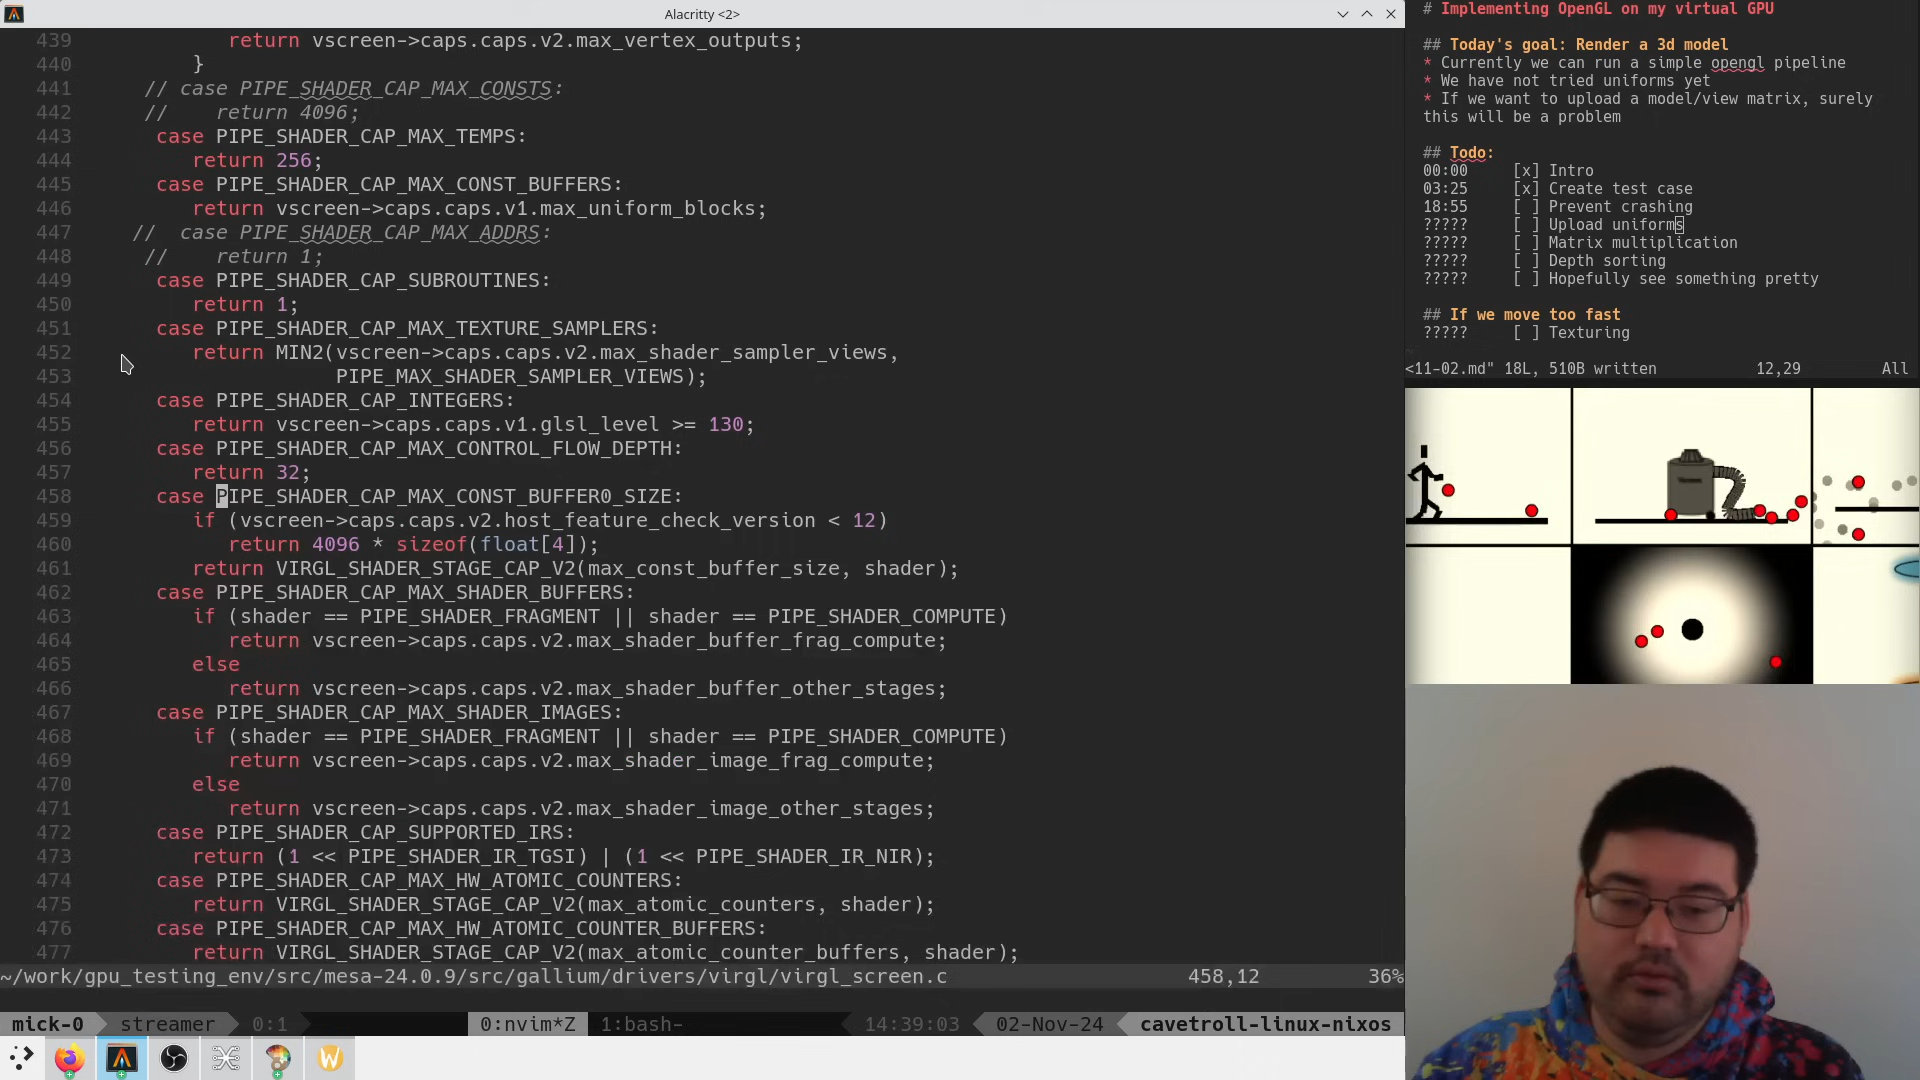 Alacritty <2>
439 return vscreen->caps.caps.v2.max_vertex_outputs;
440 }
441 // case PIPE_SHADER_CAP_MAX_CONSTS:
442 // return 4096;
443 case PIPE_SHADER_CAP_MAX_TEMPS:
444 return 256;
445 case PIPE_SHADER_CAP_MAX_CONST_BUFFERS:
446 return vscreen->caps.caps.v1.max_uniform_blocks;
447 // case PIPE_SHADER_CAP_MAX_ADDRS:
448 // return 1;
449 case PIPE_SHADER_CAP_SUBROUTINES:
450 return 1;
451 case PIPE_SHADER_CAP_MAX_TEXTURE_SAMPLERS:
452 return MIN2(vscreen->caps.caps.v2.max_shader_sampler_views,
453 PIPE_MAX_SHADER_SAMPLER_VIEWS);
454 case PIPE_SHADER_CAP_INTEGERS:
455 return vscreen->caps.caps.v1.glsl_level >= 130;
456 case PIPE_SHADER_CAP_MAX_CONTROL_FLOW_DEPTH:
457 return 32;
458 case PIPE_SHADER_CAP_MAX_CONST_BUFFER0_SIZE:
459 if (vscreen->caps.caps.v2.host_feature_check_version < 12)
460 return 4096 * sizeof(float[4]);
461 return VIRGL_SHADER_STAGE_CAP_V2(max_const_buffer_size, shader);
462 case PIPE_SHADER_CAP_MAX_SHADER_BUFFERS:
463 if (shader == PIPE_SHADER_FRAGMENT || shader == PIPE_SHADER_COMPUTE)
464 return vscreen->caps.caps.v2.max_shader_buffer_frag_compute;
465 else
466 return vscreen->caps.caps.v2.max_shader_buffer_other_stages;
467 case PIPE_SHADER_CAP_MAX_SHADER_IMAGES:
468 if (shader == PIPE_SHADER_FRAGMENT || shader == PIPE_SHADER_COMPUTE)
469 return vscreen->caps.caps.v2.max_shader_image_frag_compute;
470 else
471 return vscreen->caps.caps.v2.max_shader_image_other_stages;
472 case PIPE_SHADER_CAP_SUPPORTED_IRS:
473 return (1 << PIPE_SHADER_IR_TGSI) | (1 << PIPE_SHADER_IR_NIR);
474 case PIPE_SHADER_CAP_MAX_HW_ATOMIC_COUNTERS:
475 return VIRGL_SHADER_STAGE_CAP_V2(max_atomic_counters, shader);
476 case PIPE_SHADER_CAP_MAX_HW_ATOMIC_COUNTER_BUFFERS:
477 return VIRGL_SHADER_STAGE_CAP_V2(max_atomic_counter_buffers, shader);
~/work/gpu_testing_env/src/mesa-24.0.9/src/gallium/drivers/virgl/virgl_screen.c 458,12 36%
mick-0 streamer 0:1 0:nvim*Z 1:bash- 14:39:03 02-Nov-24 cavetroll-linux-nixos
# Implementing OpenGL on my virtual GPU
## Today's goal: Render a 3d model
* Currently we can run a simple opengl pipeline
* We have not tried uniforms yet
* If we want to upload a model/view matrix, surely
this will be a problem
## Todo:
00:00 [x] Intro
03:25 [x] Create test case
18:55 [ ] Prevent crashing
????? [ ] Upload uniforms
????? [ ] Matrix multiplication
????? [ ] Depth sorting
????? [ ] Hopefully see something pretty
## If we move too fast
????? [ ] Texturing
<11-02.md" 18L, 510B written 12,29 All